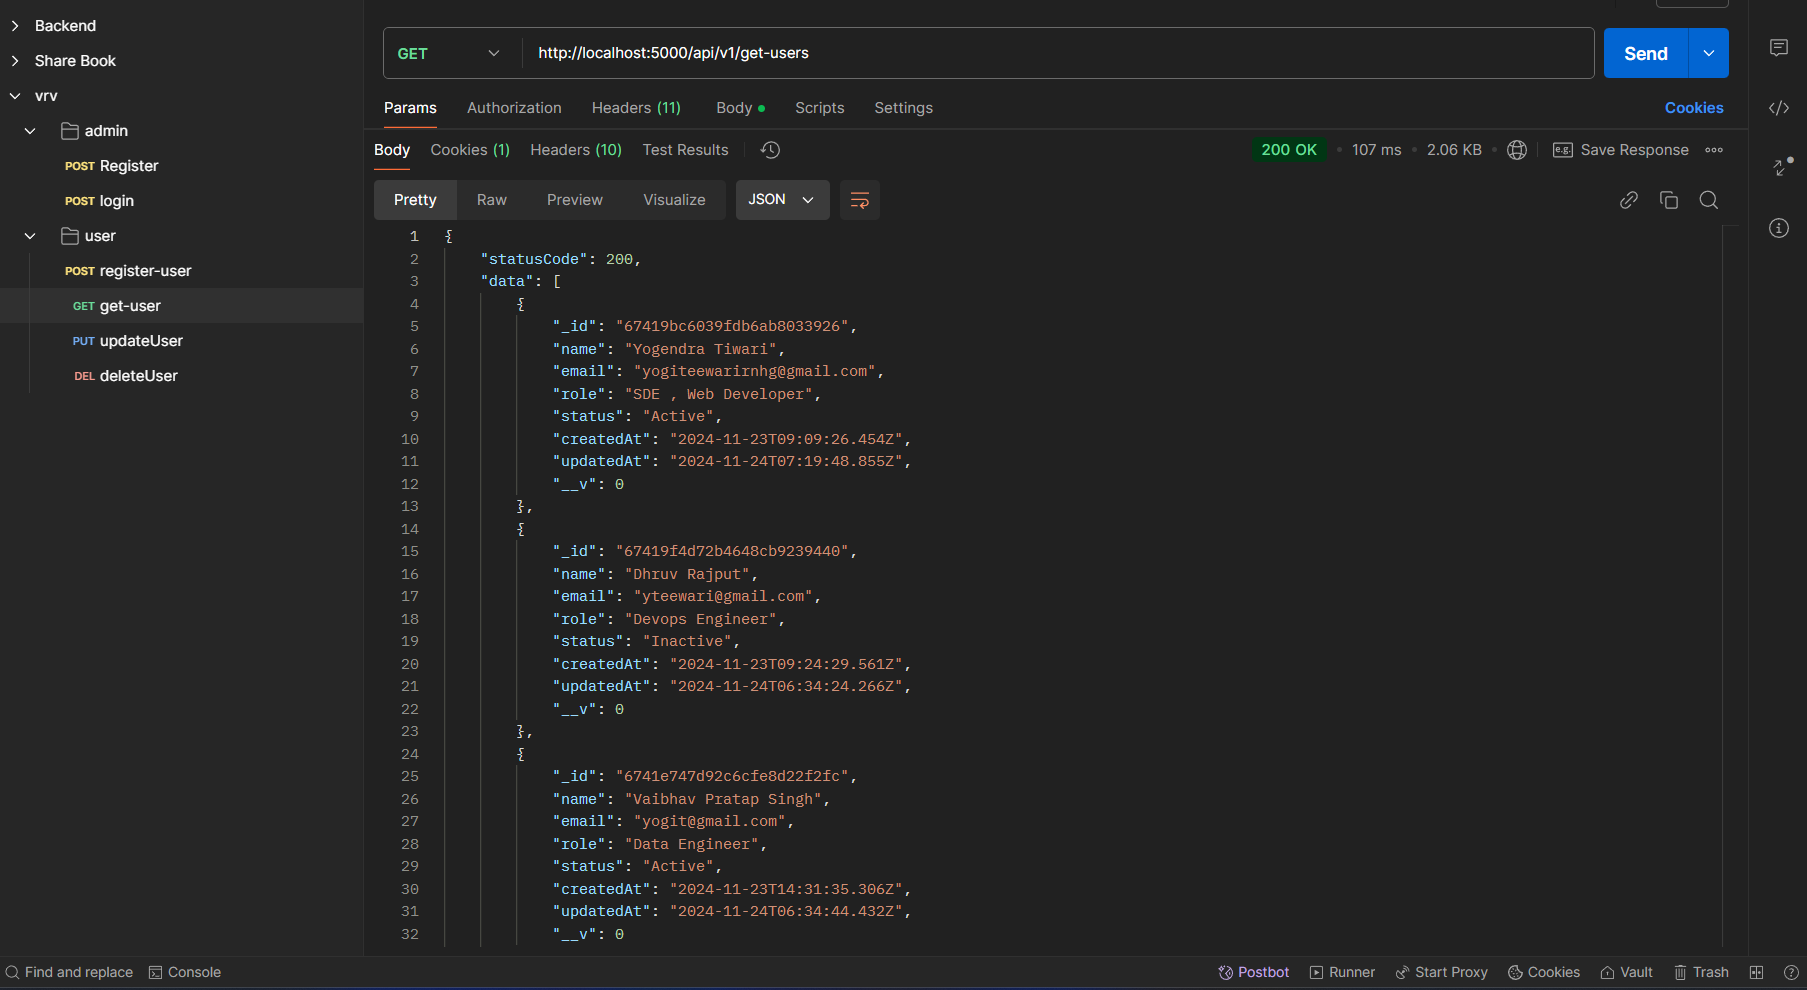 Backend
Share Book
vrv
admin
POST Register
POST login
user
POST register-user
GET get-user
PUT updateUser
DEL deleteUser
GET http://localhost:5000/api/v1/get-users Send
Params Authorization Headers (11) Body Scripts Settings Cookies
Body Cookies (1) Headers (10) Test Results 200 OK 107 ms 2.06 KB e.g. Save Response
Pretty Raw Preview Visualize JSON
1 {
2 "statusCode": 200,
3 "data": [
4 {
5 "_id": "67419bc6039fdb6ab8033926",
6 "name": "Yogendra Tiwari",
7 "email": "yogiteewarirnhg@gmail.com",
8 "role": "SDE , Web Developer",
9 "status": "Active",
10 "createdAt": "2024-11-23T09:09:26.454Z",
11 "updatedAt": "2024-11-24T07:19:48.855Z",
12 "__v": 0
13 },
14 {
15 "_id": "67419f4d72b4648cb9239440",
16 "name": "Dhruv Rajput",
17 "email": "yteewari@gmail.com",
18 "role": "Devops Engineer",
19 "status": "Inactive",
20 "createdAt": "2024-11-23T09:24:29.561Z",
21 "updatedAt": "2024-11-24T06:34:24.266Z",
22 "__v": 0
23 },
24 {
25 "_id": "6741e747d92c6cfe8d22f2fc",
26 "name": "Vaibhav Pratap Singh",
27 "email": "yogit@gmail.com",
28 "role": "Data Engineer",
29 "status": "Active",
30 "createdAt": "2024-11-23T14:31:35.306Z",
31 "updatedAt": "2024-11-24T06:34:44.432Z",
32 "__v": 0
Find and replace Console Postbot Runner Start Proxy Cookies Vault Trash